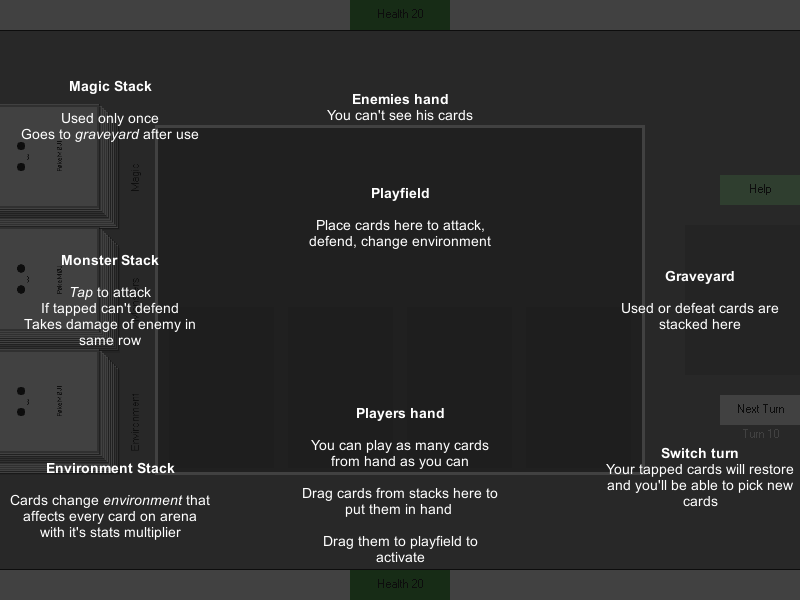 Health 20
Magic Stack
Used only once
Goes to graveyard after use
Enemies hand
You can't see his cards
Magic
Playfield
Place cards here to attack,
defend, change environment
Help
Monster Stack
Tap to attack
If tapped can't defend
Takes damage of enemy in
same row
Graveyard
Used or defeat cards are
stacked here
Environment
Players hand
You can play as many cards
from hand as you can
Drag cards from stacks here to
put them in hand
Drag them to playfield to
activate
Next Turn
Turn 10
Switch turn
Your tapped cards will restore
and you'll be able to pick new
cards
Environment Stack
Cards change environment that
affects every card on arena
with it's stats multiplier
Health 20